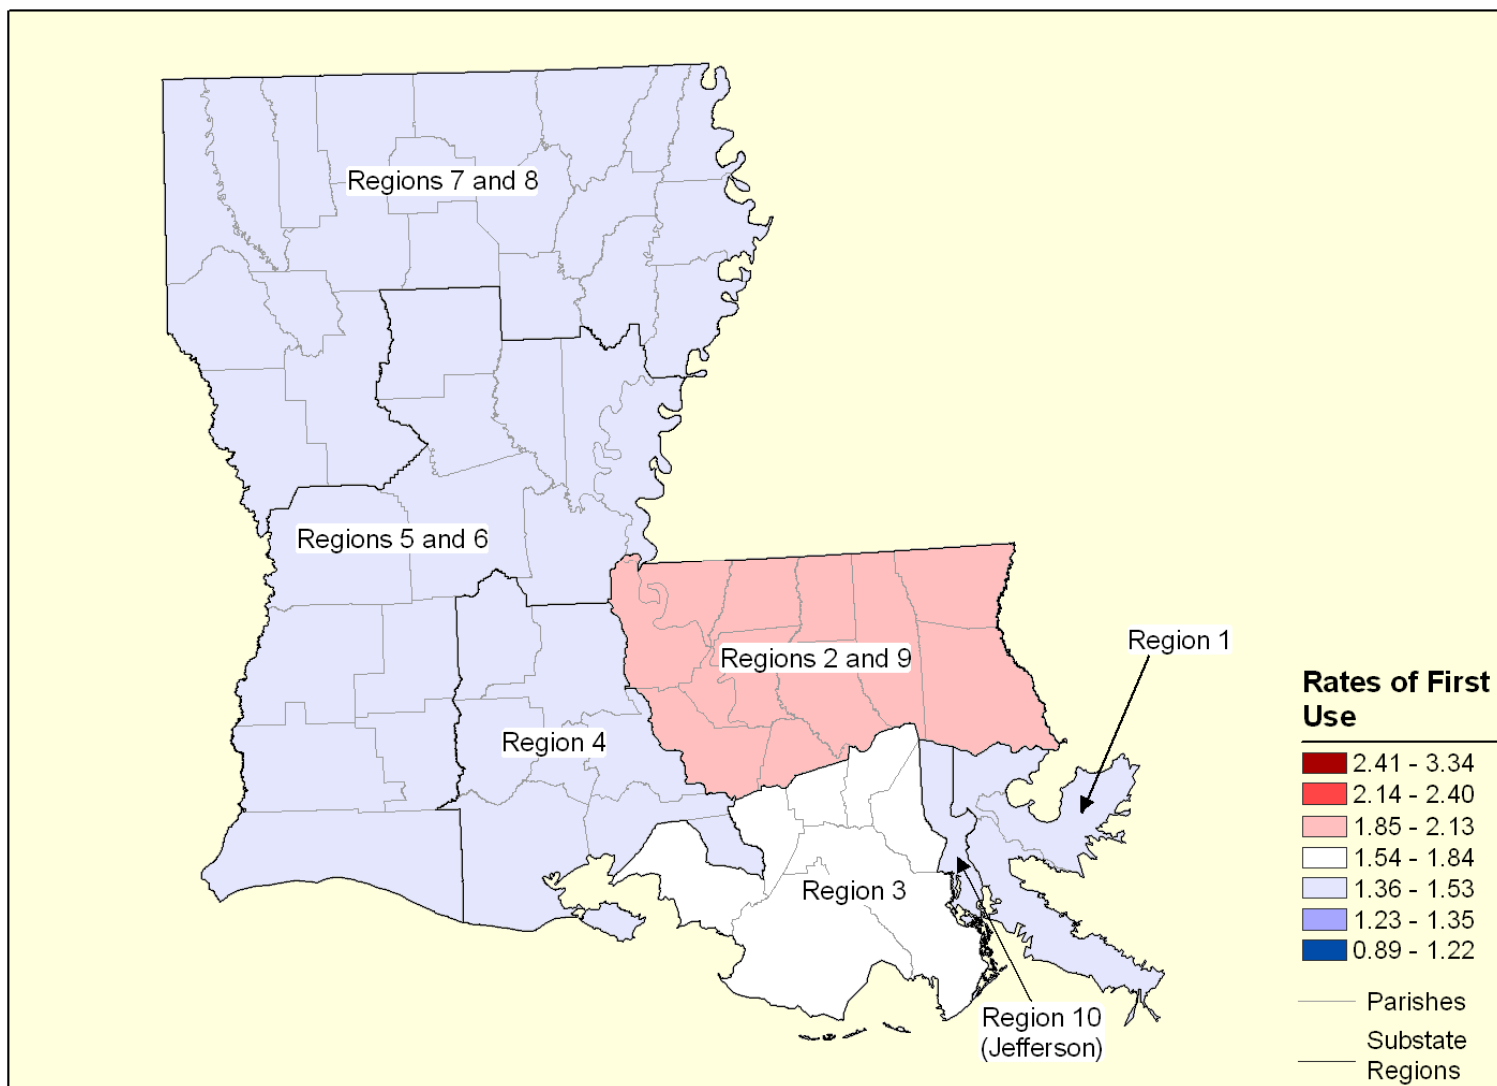 Regions 7 and 8
Regions 5 and 6
Regions 2 and 9
Region 1
Region 4
Region 3
Region 10
(Jefferson)
Rates of First
Use
2.41 - 3.34
2.14 - 2.40
1.85 - 2.13
1.54 - 1.84
1.36 - 1.53
1.23 - 1.35
0.89 - 1.22
Parishes
Substate
Regions